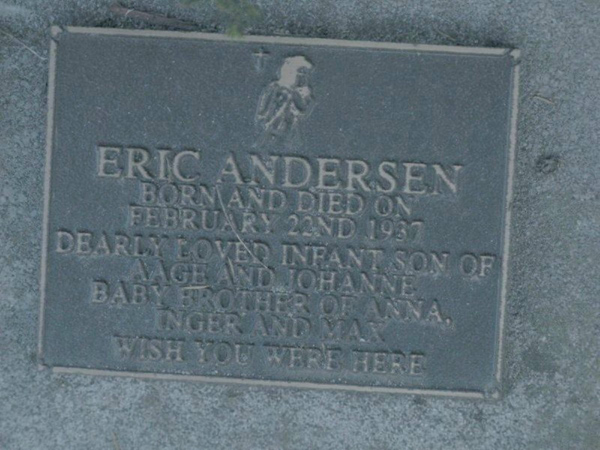 ERIC ANDERSEN
BORN AND DIED ON
FEBRUARY 22ND 1937
DEARLY LOVED INFANT SON OF
AAGE AND JOHANNE
BABY BROTHER OF ANNA,
INGER AND MAX
WISH YOU WERE HERE